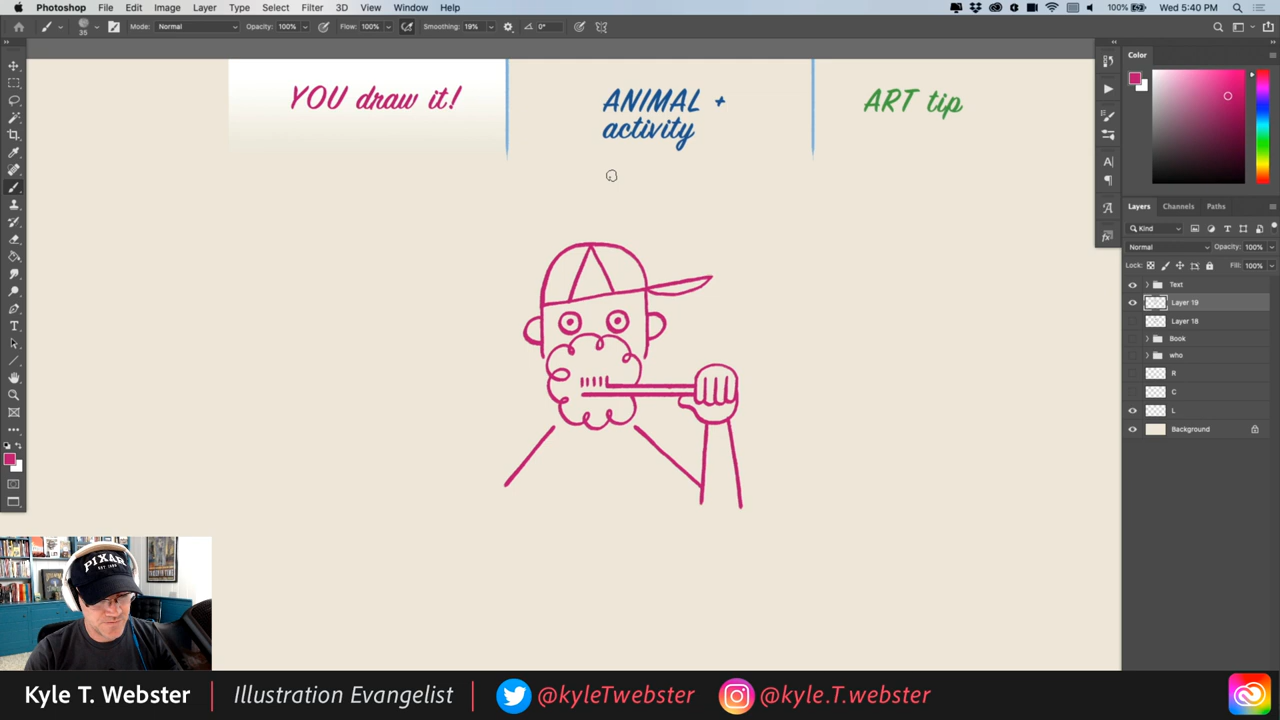 Photoshop File Edit Image Layer Type Select Filter 3D View Window Help 100% Wed 5:40 PM
35 Mode: Normal Opacity: 100% Flow: 100% Smoothing: 19% 0°
YOU draw it!
ANIMAL +
activity
ART tip
Color
Layers Channels Paths
Kind
Normal Opacity: 100%
Lock: Fill: 100%
Text
Layer 19
Layer 18
Book
who
R
C
L
Background
PIXAR
Kyle T. Webster | Illustration Evangelist @kyleTwebster | @kyle.T.webster